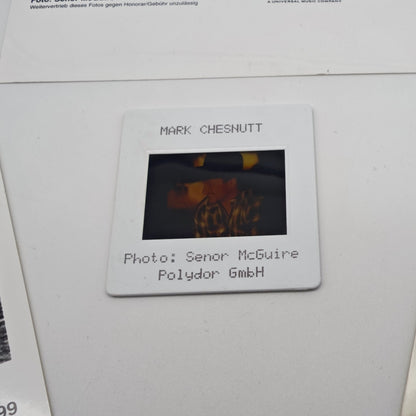 Weitervertrieb dieses Fotos gegen Honorar/Gebühr unzulässig
A UNIVERSAL MUSIC COMPANY
MARK CHESNUTT
Photo: Senor McGuire
Polydor GmbH
99